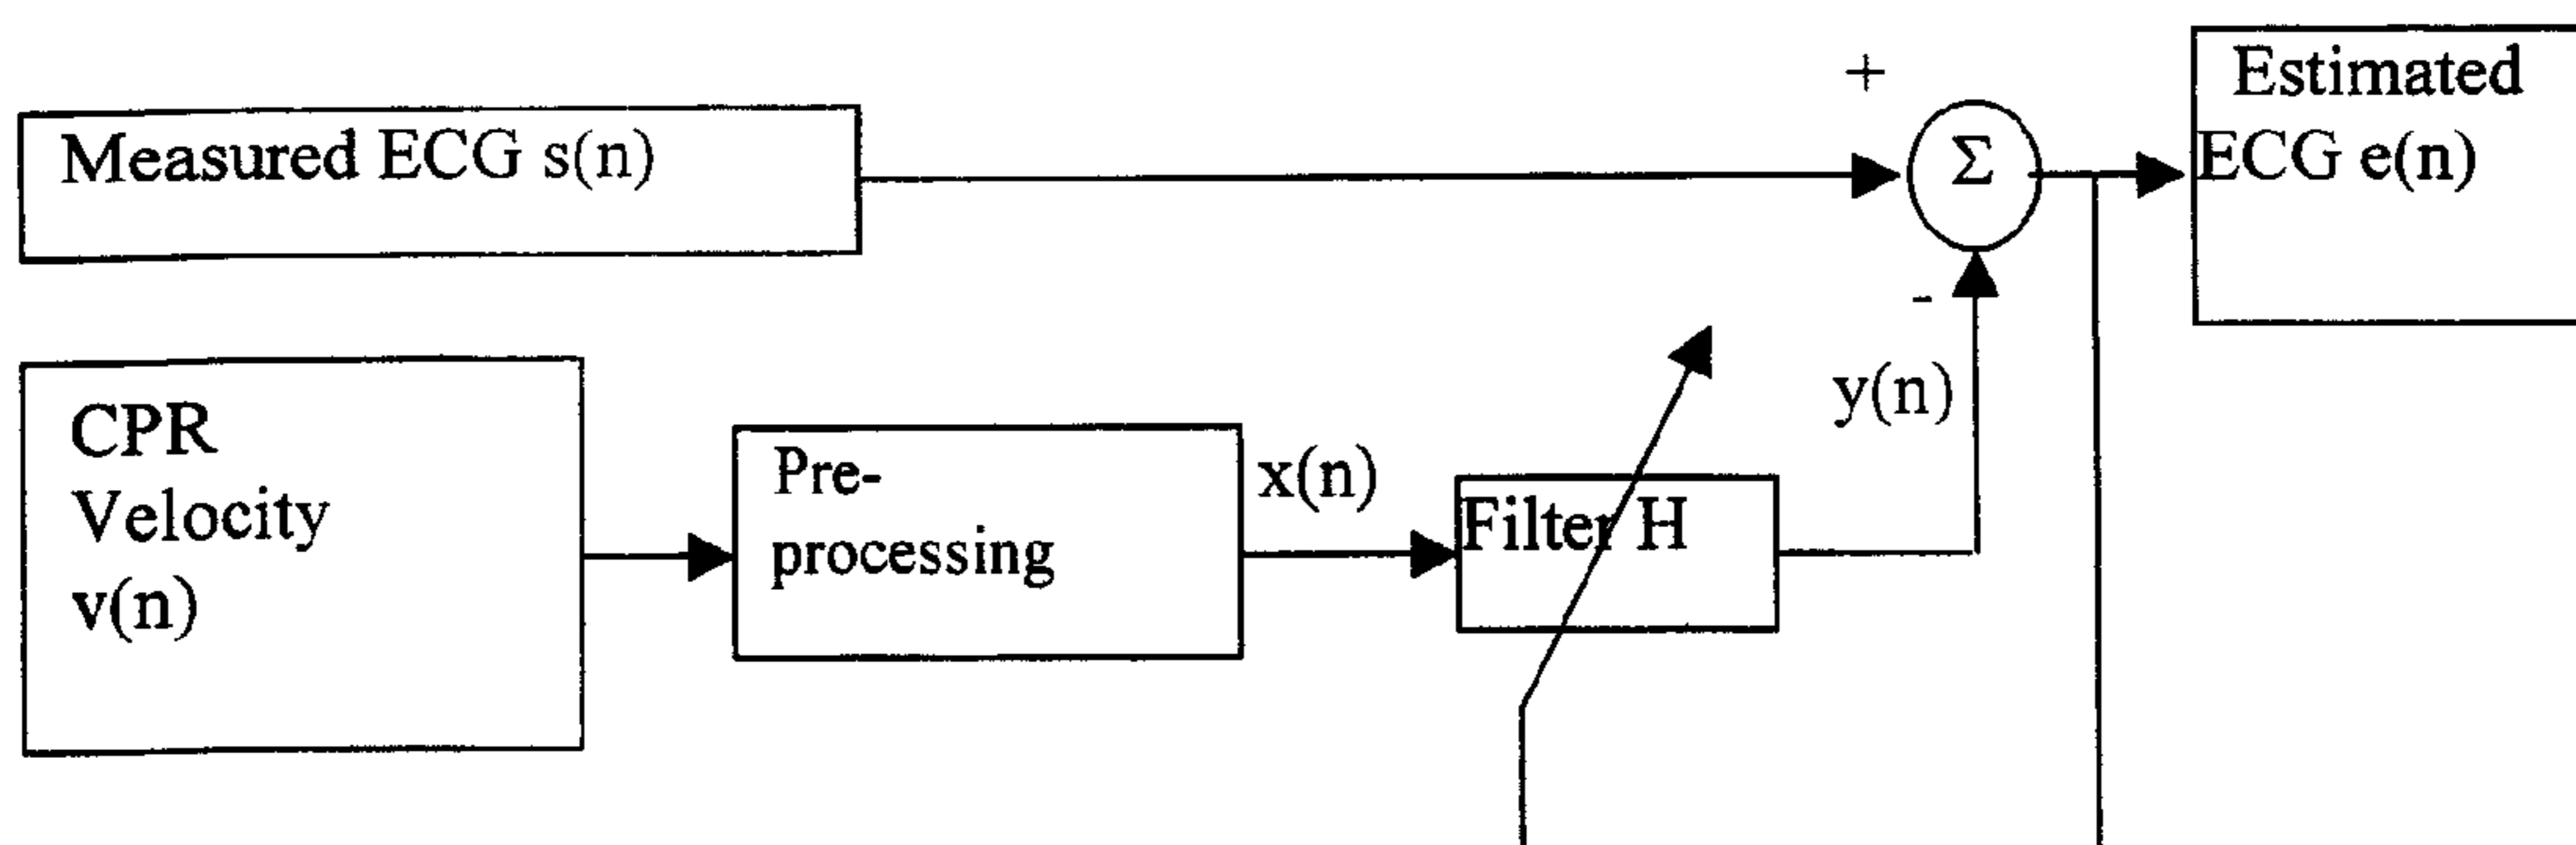 Measured ECG s(n)
+
Σ
Estimated
ECG e(n)
-
CPR
Velocity
v(n)
Pre-
processing
x(n)
Filter H
y(n)